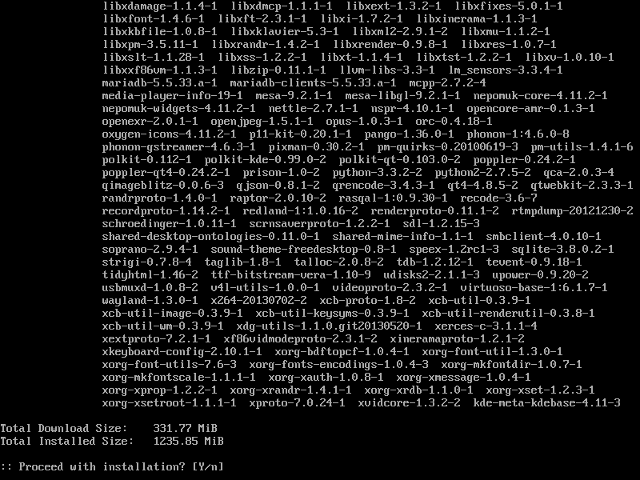 libxdamage-1.1.4-1 libxdmcp-1.1.1-1 libxext-1.3.2-1 libxfixes-5.0.1-1
libxfont-1.4.6-1 libxft-2.3.1-1 libxi-1.7.2-1 libxinerama-1.1.3-1
libxkbfile-1.0.8-1 libxklavier-5.3-1 libxml2-2.9.1-2 libxmu-1.1.2-1
libxpm-3.5.11-1 libxrandr-1.4.2-1 libxrender-0.9.8-1 libxres-1.0.7-1
libxslt-1.1.28-1 libxss-1.2.2-1 libxt-1.1.4-1 libxtst-1.2.2-1 libxv-1.0.10-1
libxxf86vm-1.1.3-1 libzip-0.11.1-1 llvm-libs-3.3-1 lm_sensors-3.3.4-1
mariadb-5.5.33.a-1 mariadb-clients-5.5.33.a-1 mcpp-2.7.2-4
media-player-info-19-1 mesa-9.2.1-1 mesa-libgl-9.2.1-1 nepomuk-core-4.11.2-1
nepomuk-widgets-4.11.2-1 nettle-2.7.1-1 nspr-4.10.1-1 opencore-amr-0.1.3-1
openexr-2.0.1-1 openjpeg-1.5.1-1 opus-1.0.3-1 orc-0.4.18-1
oxygen-icons-4.11.2-1 p11-kit-0.20.1-1 pango-1.36.0-1 phonon-1:4.6.0-8
phonon-gstreamer-4.6.3-1 pixman-0.30.2-1 pm-quirks-0.20100619-3 pm-utils-1.4.1-6
polkit-0.112-1 polkit-kde-0.99.0-2 polkit-qt-0.103.0-2 poppler-0.24.2-1
poppler-qt4-0.24.2-1 prison-1.0-2 python-3.3.2-2 python2-2.7.5-2 qca-2.0.3-4
qimageblitz-0.0.6-3 qjson-0.8.1-2 qrencode-3.4.3-1 qt4-4.8.5-2 qtwebkit-2.3.3-1
randrproto-1.4.0-1 raptor-2.0.10-2 rasqal-1:0.9.30-1 recode-3.6-7
recordproto-1.14.2-1 redland-1:1.0.16-2 renderproto-0.11.1-2 rtmpdump-20121230-2
schroedinger-1.0.11-1 scrnsaverproto-1.2.2-1 sdl-1.2.15-3
shared-desktop-ontologies-0.11.0-1 shared-mime-info-1.1-1 smbclient-4.0.10-1
soprano-2.9.4-1 sound-theme-freedesktop-0.8-1 speex-1.2rc1-3 sqlite-3.8.0.2-1
strigi-0.7.8-4 taglib-1.8-1 talloc-2.0.8-2 tdb-1.2.12-1 tevent-0.9.18-1
tidyhtml-1.46-2 ttf-bitstream-vera-1.10-9 udisks2-2.1.1-3 upower-0.9.20-2
usbmuxd-1.0.8-2 v4l-utils-1.0.0-1 videoproto-2.3.2-1 virtuoso-base-1:6.1.7-1
wayland-1.3.0-1 x264-20130702-2 xcb-proto-1.8-2 xcb-util-0.3.9-1
xcb-util-image-0.3.9-1 xcb-util-keysyms-0.3.9-1 xcb-util-renderutil-0.3.8-1
xcb-util-wm-0.3.9-1 xdg-utils-1.1.0.git20130520-1 xerces-c-3.1.1-4
xextproto-7.2.1-1 xf86vidmodeproto-2.3.1-2 xineramaproto-1.2.1-2
xkeyboard-config-2.10.1-1 xorg-bdftopcf-1.0.4-1 xorg-font-util-1.3.0-1
xorg-font-utils-7.6-3 xorg-fonts-encodings-1.0.4-3 xorg-mkfontdir-1.0.7-1
xorg-mkfontscale-1.1.1-1 xorg-xauth-1.0.8-1 xorg-xmessage-1.0.4-1
xorg-xprop-1.2.2-1 xorg-xrandr-1.4.1-1 xorg-xrdb-1.1.0-1 xorg-xset-1.2.3-1
xorg-xsetroot-1.1.1-1 xproto-7.0.24-1 xvidcore-1.3.2-2 kde-meta-kdebase-4.11-3
Total Download Size: 331.77 MiB
Total Installed Size: 1235.85 MiB
:: Proceed with installation? [Y/n]